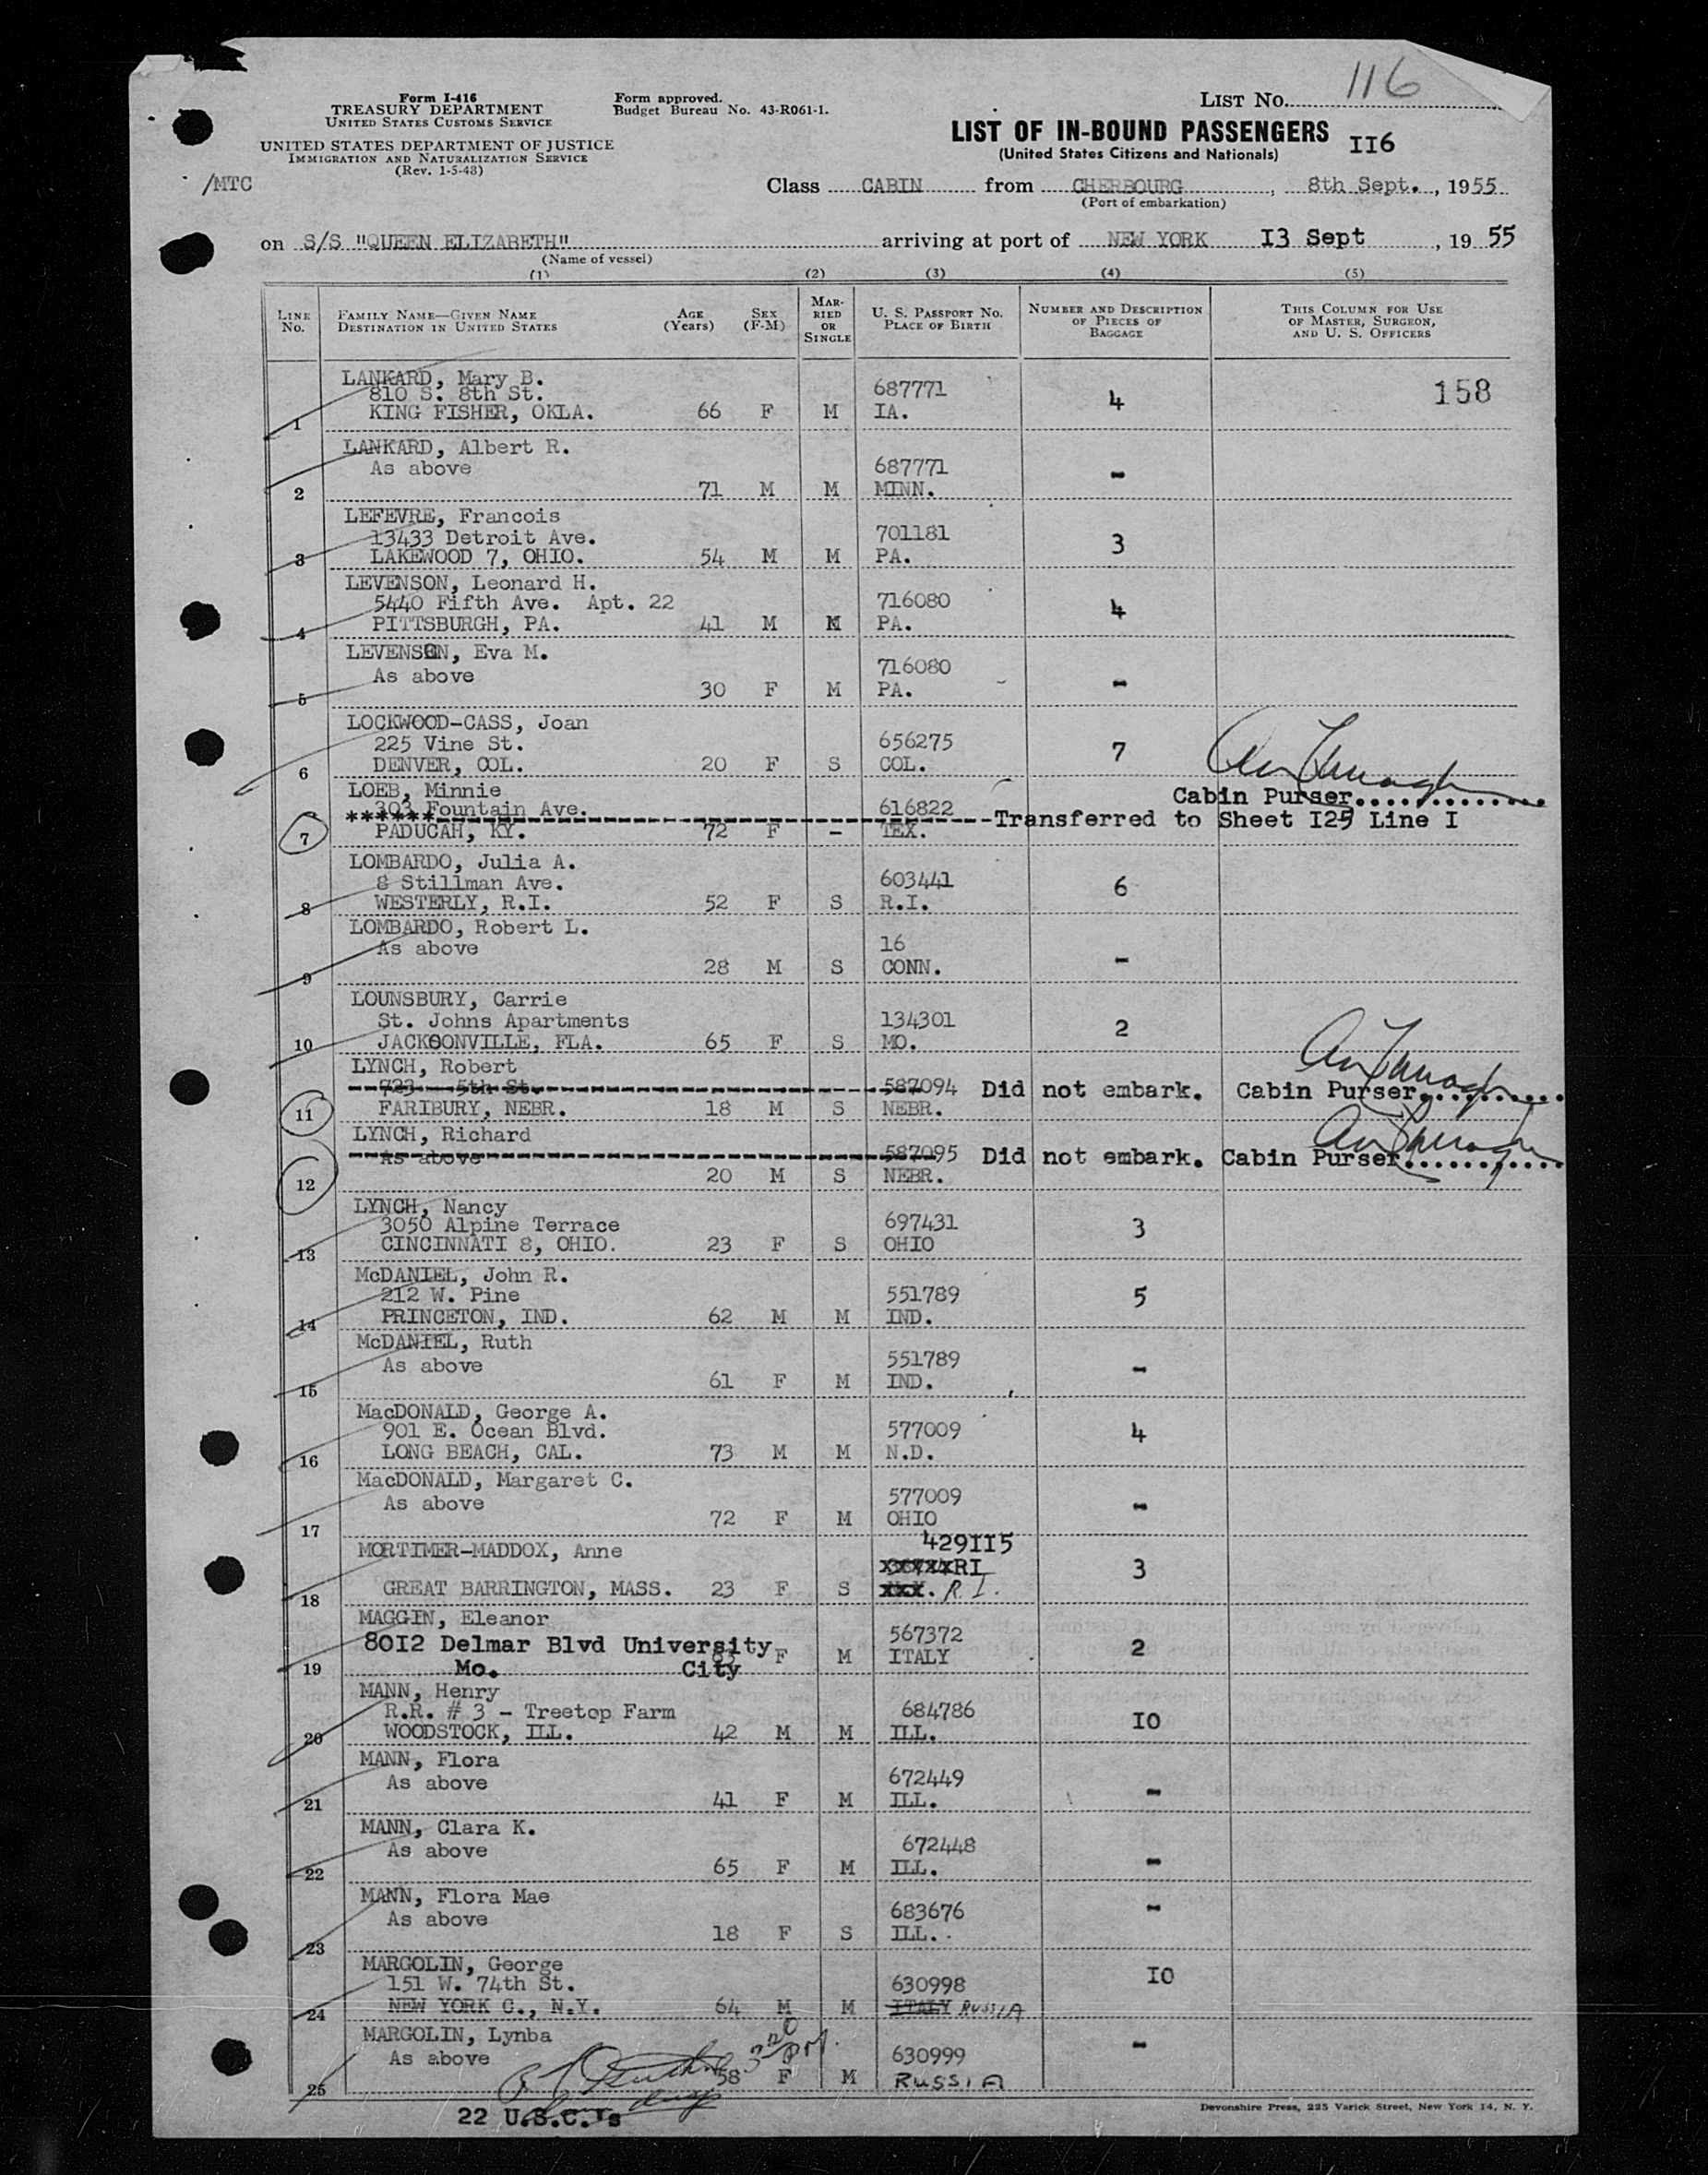 116
Form I-416
TREASURY DEPARTMENT
UNITED STATES CUSTOMS SERVICE
UNITED STATES DEPARTMENT OF JUSTICE
IMMIGRATION AND NATURALIZATION SERVICE
(Rev. 1-5-48)
/MTC
Form approved.
Budget Bureau No. 43-R061-1.
LIST NO.
LIST OF IN-BOUND PASSENGERS II6
(United States Citizens and Nationals)
Class CABIN from CHERBOURG, 8th Sept., 1955
(Port of embarkation)
on S/S "QUEEN ELIZABETH" arriving at port of NEW YORK I3 Sept, 19 55
(Name of vessel)
(1) (2) (3) (4) (5)
LINE No. FAMILY NAME—GIVEN NAME DESTINATION IN UNITED STATES AGE (Years) SEX (F-M) MAR-RIED OR SINGLE U. S. PASSPORT NO. PLACE OF BIRTH NUMBER AND DESCRIPTION OF PIECES OF BAGGAGE THIS COLUMN FOR USE OF MASTER, SURGEON, AND U. S. OFFICERS
LANKARD, Mary B.
810 S. 8th St. 687771 4 158
1 KING FISHER, OKLA. 66 F M IA.
LANKARD, Albert R.
As above 687771 -
2 71 M M MINN.
LEFEVRE, Francois
13433 Detroit Ave. 701181 3
3 LAKEWOOD 7, OHIO. 54 M M PA.
LEVENSON, Leonard H.
5440 Fifth Ave. Apt. 22 716080 4
4 PITTSBURGH, PA. 41 M M PA.
LEVENSON, Eva M.
As above 716080 -
5 30 F M PA.
LOCKWOOD-CASS, Joan
225 Vine St. 656275 7
6 DENVER, COL. 20 F S COL.
LOEB, Minnie Cabin Purser
303 Fountain Ave. 616822 Transferred to Sheet I25 Line I
7 PADUCAH, KY. 72 F - TEX.
LOMBARDO, Julia A.
8 Stillman Ave. 603441 6
8 WESTERLY, R.I. 52 F S R.I.
LOMBARDO, Robert L.
As above 16 -
9 28 M S CONN.
LOUNSBURY, Carrie
St. Johns Apartments 134301 2
10 JACKSONVILLE, FLA. 65 F S MO.
LYNCH, Robert
723 5th St. 587094 Did not embark. Cabin Purser
11 FARIBURY, NEBR. 18 M S NEBR.
LYNCH, Richard
As above 587095 Did not embark. Cabin Purser
12 20 M S NEBR.
LYNCH, Nancy
3050 Alpine Terrace 697431 3
13 CINCINNATI 8, OHIO. 23 F S OHIO
McDANIEL, John R.
212 W. Pine 551789 5
14 PRINCETON, IND. 62 M M IND.
McDANIEL, Ruth
As above 551789 -
15 61 F M IND.
MacDONALD, George A.
901 E. Ocean Blvd. 577009 4
16 LONG BEACH, CAL. 73 M M N.D.
MacDONALD, Margaret C.
As above 577009 -
17 72 F M OHIO
429II5
MORTIMER-MADDOX, Anne RI 3
18 GREAT BARRINGTON, MASS. 23 F S R.I.
MAGGIN, Eleanor 567372
8OI2 Delmar Blvd University F M ITALY 2
19 Mo. City
MANN, Henry
R.R. # 3 - Treetop Farm 684786 IO
20 WOODSTOCK, ILL. 42 M M ILL.
MANN, Flora
As above 672449 -
21 41 F M ILL.
MANN, Clara K.
As above 672448 -
22 65 F M ILL.
MANN, Flora Mae
As above 683676 -
23 18 F S ILL.
MARGOLIN, George
151 W. 74th St. 630998 IO
24 NEW YORK C., N.Y. 64 M M ITALY RUSSIA
MARGOLIN, Lynba
As above 630999 -
25 58 F M RUSSIA
22 U.S.C.Is
Devonshire Press, 225 Varick Street, New York 14, N. Y.